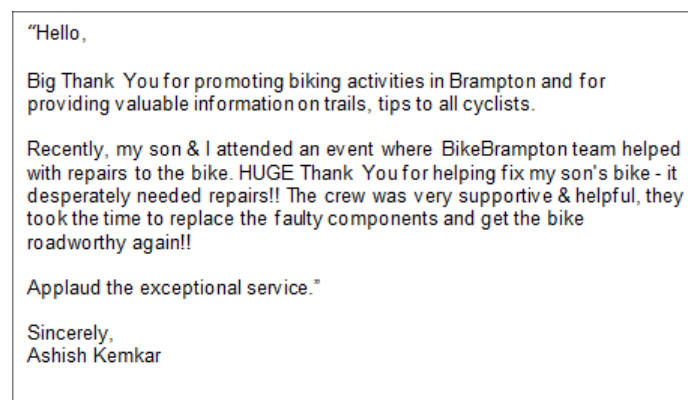 “Hello,
Big Thank You for promoting biking activities in Brampton and for
providing valuable information on trails, tips to all cyclists.
Recently, my son & I attended an event where BikeBrampton team helped
with repairs to the bike. HUGE Thank You for helping fix my son's bike - it
desperately needed repairs!! The crew was very supportive & helpful, they
took the time to replace the faulty components and get the bike
roadworthy again!!
Applaud the exceptional service.”
Sincerely,
Ashish Kemkar